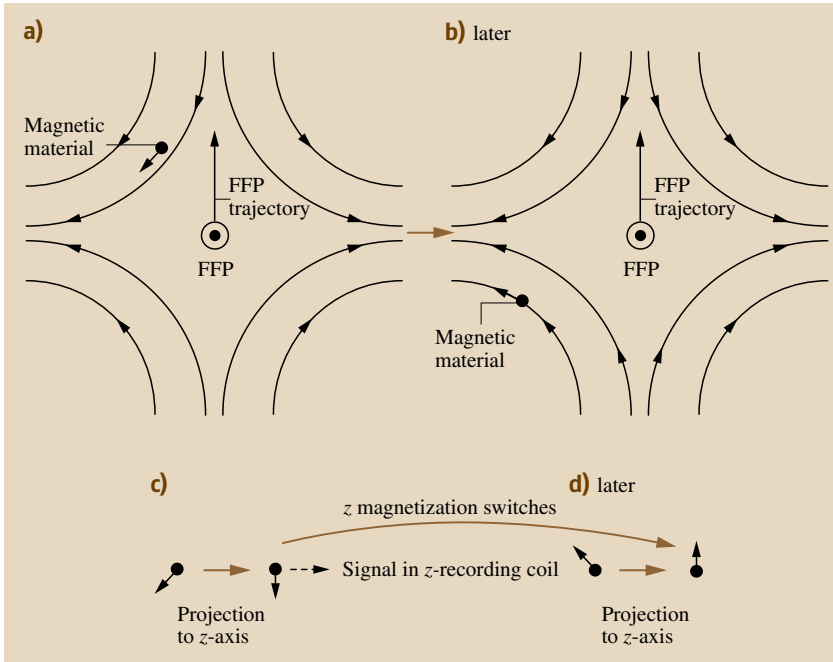 a)
Magnetic
material
FFP
trajectory
FFP
b) later
FFP
trajectory
FFP
Magnetic
material
c)
z magnetization switches
Signal in z-recording coil
Projection
to z-axis
d) later
Projection
to z-axis